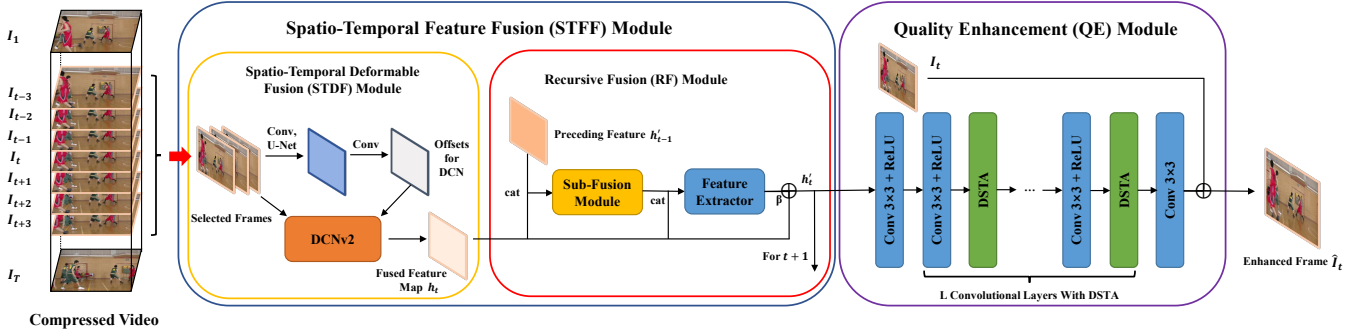 I_1
I_{t-3}
I_{t-2}
I_{t-1}
I_t
I_{t+1}
I_{t+2}
I_{t+3}
I_T
Compressed Video
Spatio-Temporal Feature Fusion (STFF) Module
Spatio-Temporal Deformable
Fusion (STDF) Module
Conv,
U-Net
Conv
Offsets
for
DCN
Selected Frames
DCNv2
Fused Feature
Map h_t
Recursive Fusion (RF) Module
Preceding Feature h'_{t-1}
cat
Sub-Fusion
Module
cat
Feature
Extractor
β
h'_t
For t + 1
Quality Enhancement (QE) Module
I_t
Conv 3×3 + ReLU
Conv 3×3 + ReLU
DSTA
...
Conv 3×3 + ReLU
DSTA
Conv 3×3
L Convolutional Layers With DSTA
Enhanced Frame Î_t